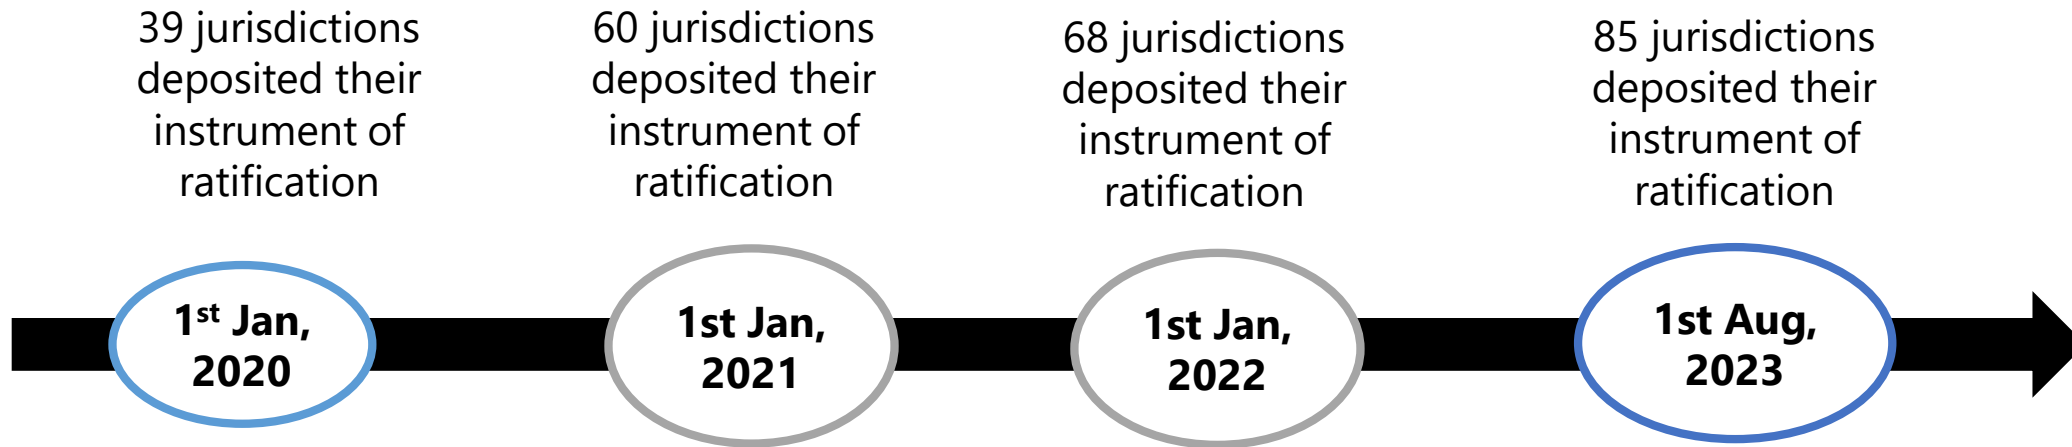 39 jurisdictions
deposited their
instrument of
ratification
60 jurisdictions
deposited their
instrument of
ratification
68 jurisdictions
deposited their
instrument of
ratification
85 jurisdictions
deposited their
instrument of
ratification
1st Jan,
2020
1st Jan,
2021
1st Jan,
2022
1st Aug,
2023